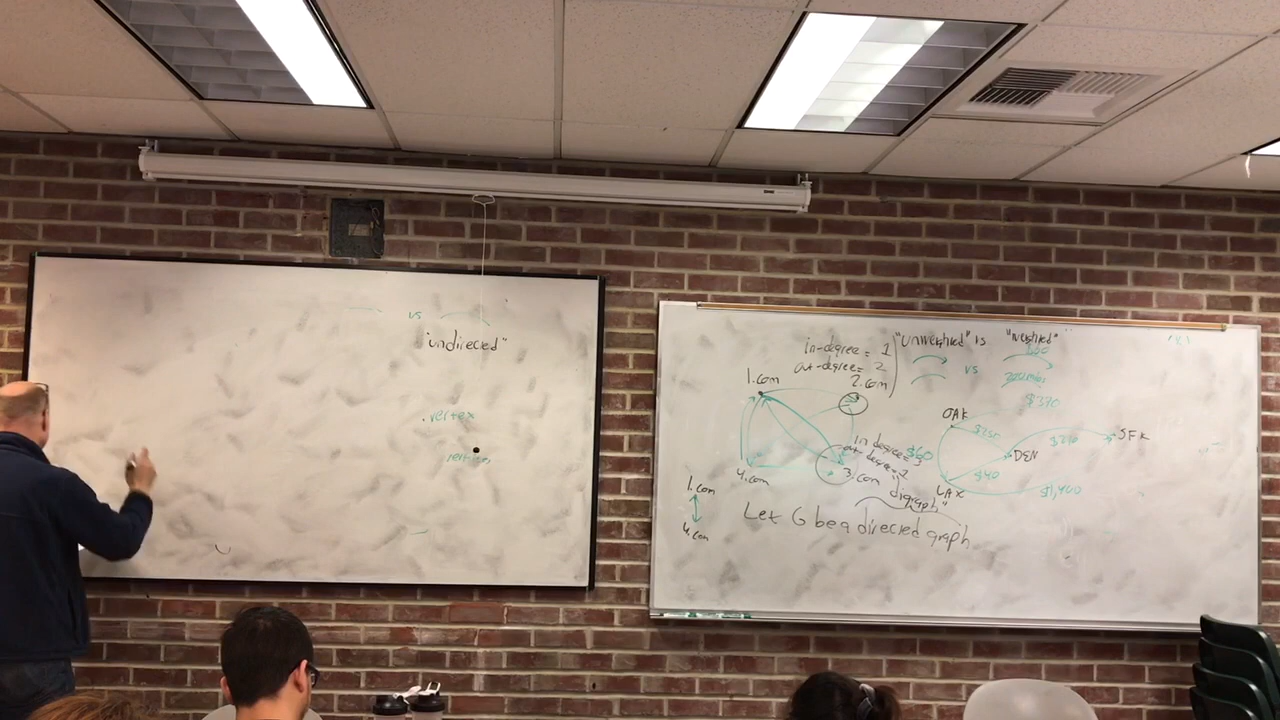 vs
"undirected"
vertex
in-degree = 1
out-degree = 2
"Unweighted" is
"weighted"
vs
1.com
2.com
4.com
3.com
in degree = 3
out degree = 2
1.com
4.com
"digraph"
Let G be a directed graph
$370
OAK
$250
$60
DEN
$270
SFK
$40
LAX
$1,400